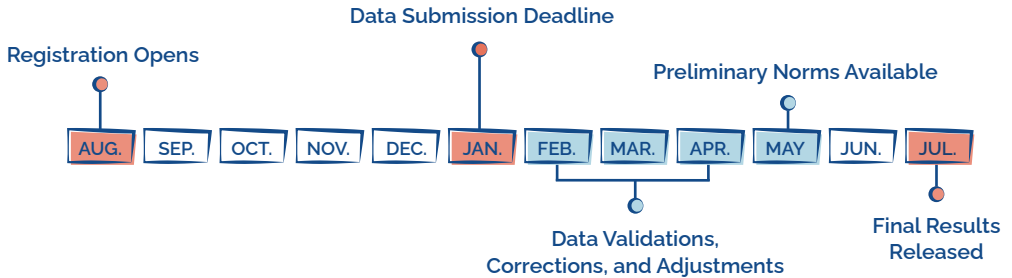 Data Submission Deadline
Registration Opens
Preliminary Norms Available
AUG. SEP. OCT. NOV. DEC. JAN. FEB. MAR. APR. MAY JUN. JUL.
Data Validations,
Corrections, and Adjustments
Final Results
Released